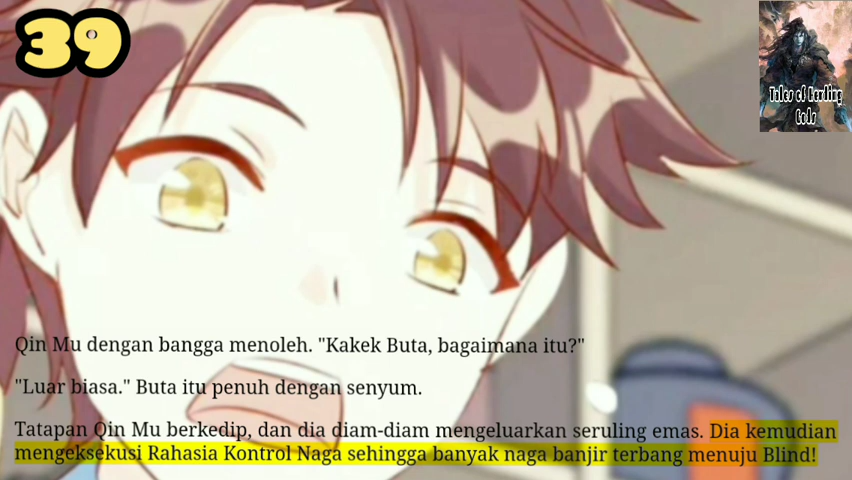 39
Tales of Herding
Gods
Qin Mu dengan bangga menoleh. "Kakek Buta, bagaimana itu?"
"Luar biasa." Buta itu penuh dengan senyum.
Tatapan Qin Mu berkedip, dan dia diam-diam mengeluarkan seruling emas. Dia kemudian
mengeksekusi Rahasia Kontrol Naga sehingga banyak naga banjir terbang menuju Blind!